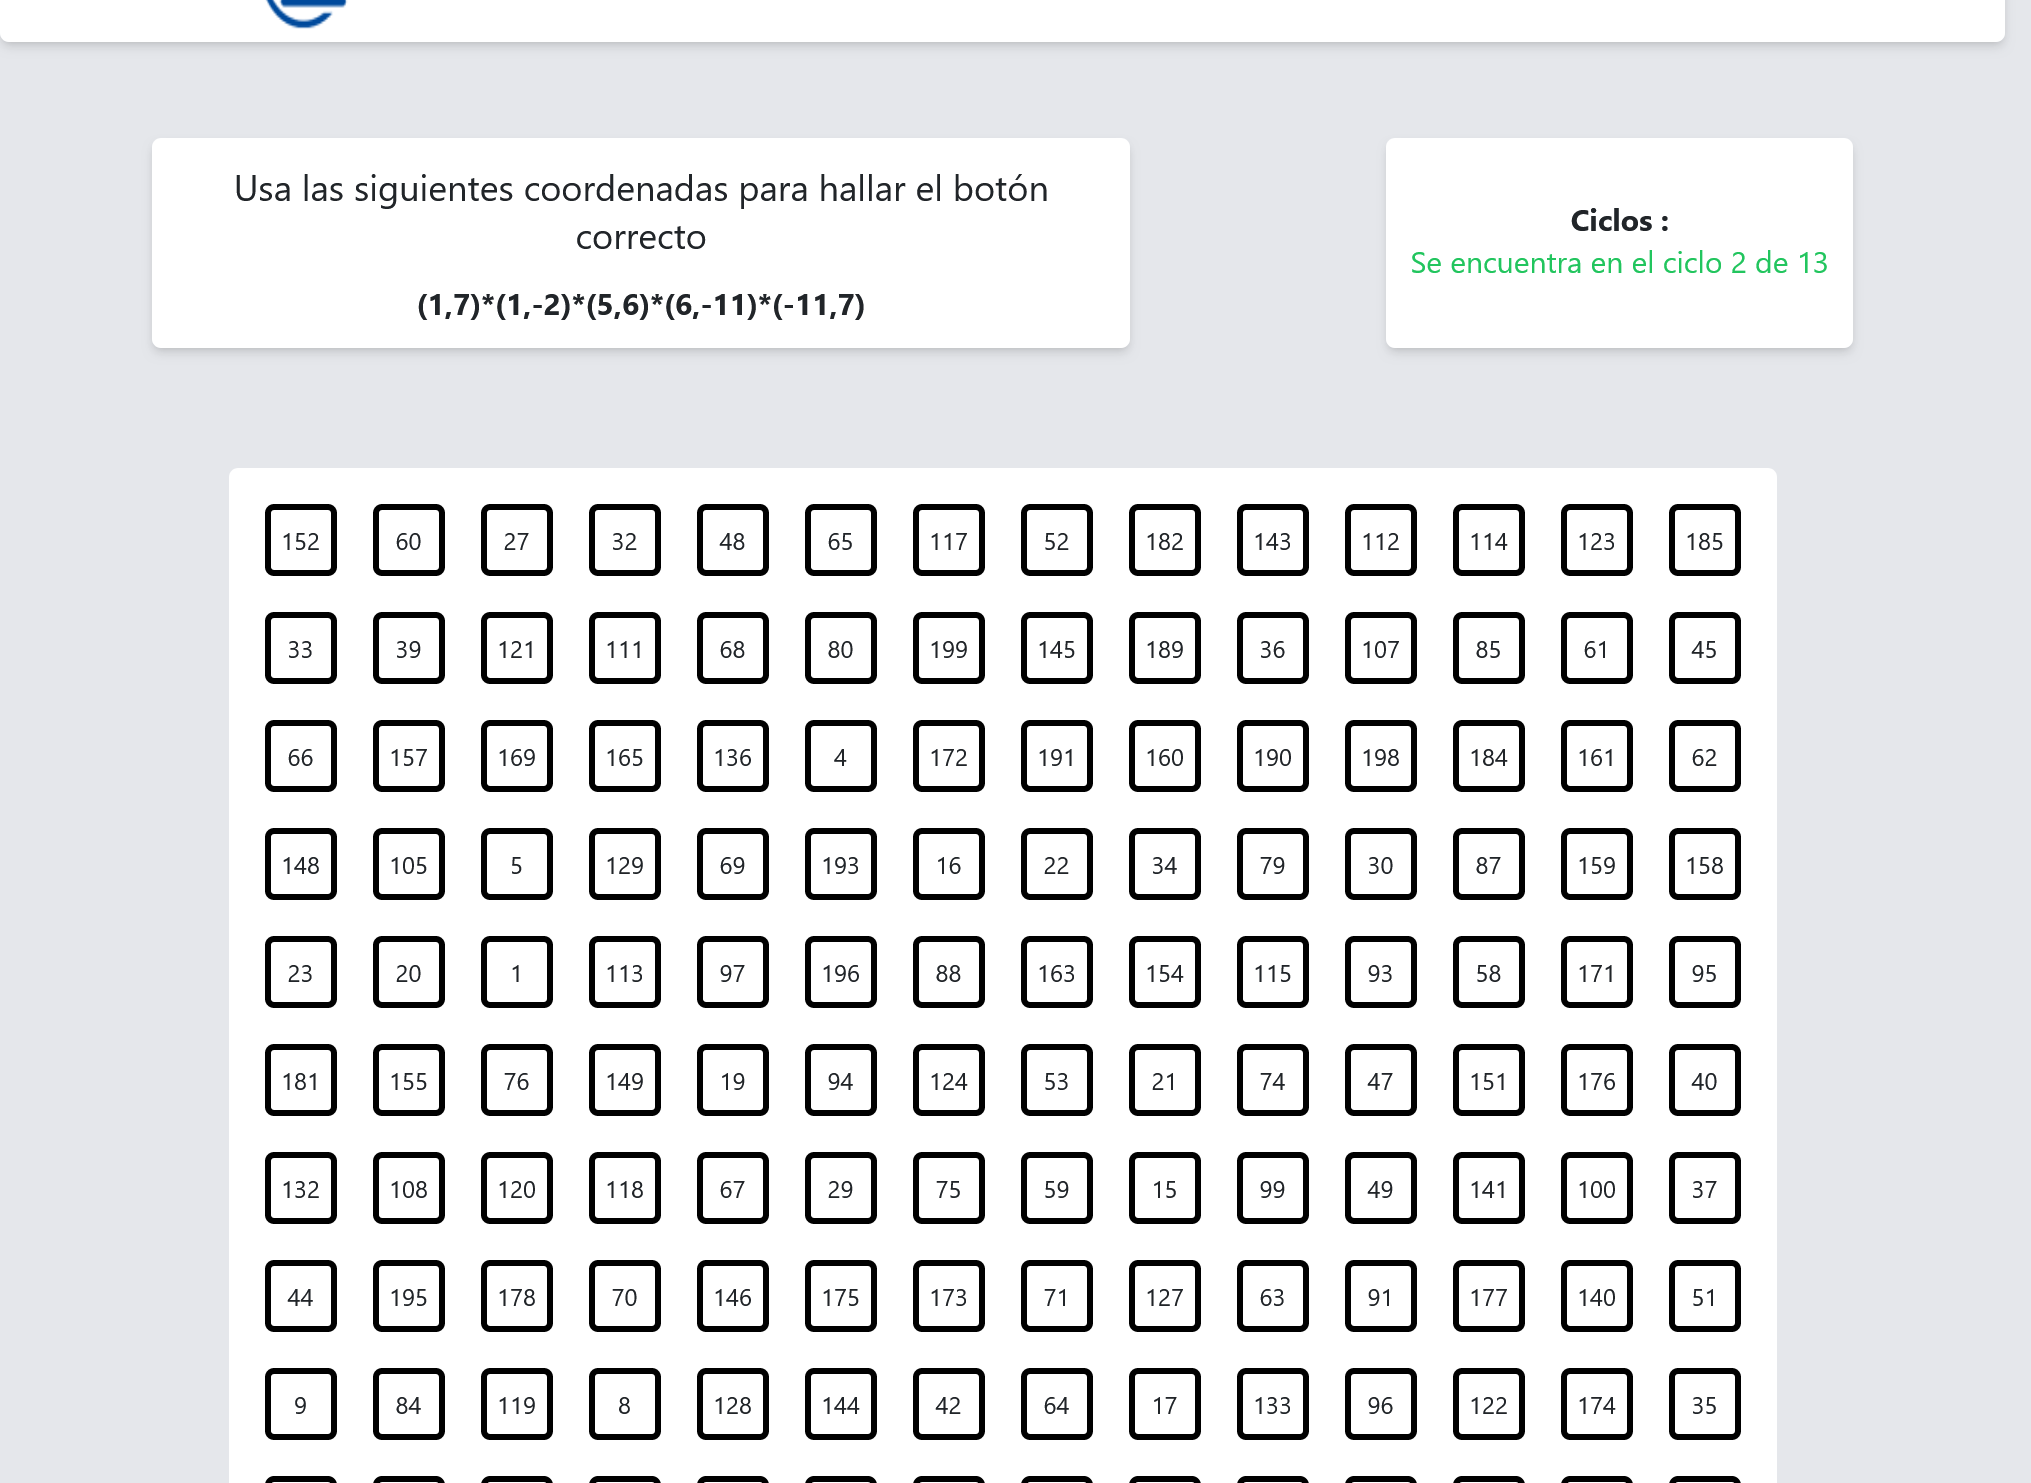 Usa las siguientes coordenadas para hallar el botón
correcto
(1,7)*(1,-2)*(5,6)*(6,-11)*(-11,7)
Ciclos :
Se encuentra en el ciclo 2 de 13
152 60 27 32 48 65 117 52 182 143 112 114 123 185
33 39 121 111 68 80 199 145 189 36 107 85 61 45
66 157 169 165 136 4 172 191 160 190 198 184 161 62
148 105 5 129 69 193 16 22 34 79 30 87 159 158
23 20 1 113 97 196 88 163 154 115 93 58 171 95
181 155 76 149 19 94 124 53 21 74 47 151 176 40
132 108 120 118 67 29 75 59 15 99 49 141 100 37
44 195 178 70 146 175 173 71 127 63 91 177 140 51
9 84 119 8 128 144 42 64 17 133 96 122 174 35